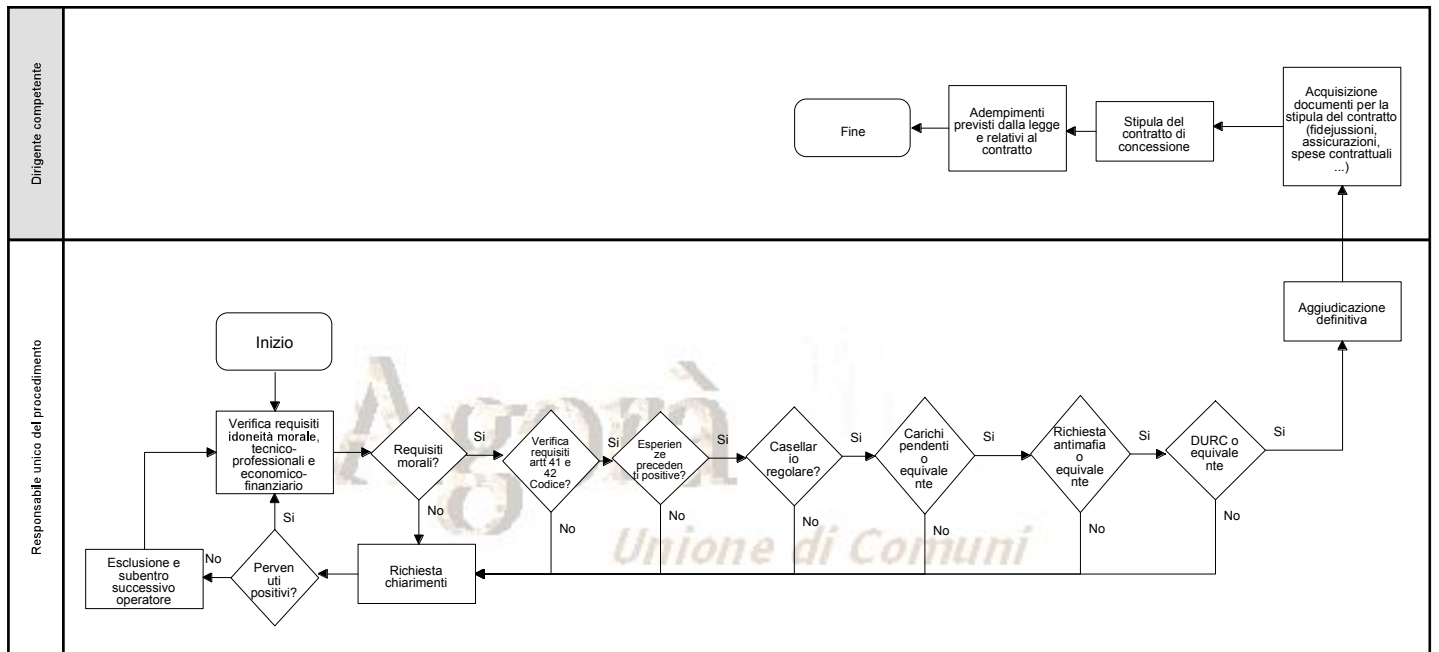 Dirigente competente
Fine
Adempimenti
previsti dalla legge
e relativi al
contratto
Stipula del
contratto di
concessione
Acquisizione
documenti per la
stipula del contratto
(fidejussioni,
assicurazioni,
spese contrattuali
...)
Responsabile unico del procedimento
Aggiudicazione
definitiva
Inizio
Verifica requisiti
idoneità morale,
tecnico-
professionali e
economico-
finanziario
Requisiti
morali?
Si
No
Verifica
requisiti
artt 41 e
42
Codice?
Si
No
Esperien
ze
preceden
ti positive?
Si
No
Casellar
io
regolare?
Si
No
Carichi
pendenti
o
equivale
nte
Si
No
Richiesta
antimafia
o
equivale
nte
Si
No
DURC o
equivale
nte
Si
No
Richiesta
chiarimenti
Perven
uti
positivi?
Si
No
Esclusione e
subentro
successivo
operatore
Agorà
Unione di Comuni